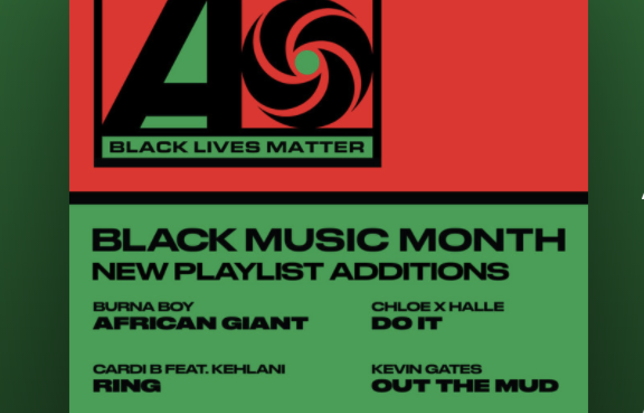 A
BLACK LIVES MATTER
BLACK MUSIC MONTH
NEW PLAYLIST ADDITIONS
BURNA BOY
AFRICAN GIANT
CHLOE X HALLE
DO IT
CARDI B FEAT. KEHLANI
RING
KEVIN GATES
OUT THE MUD